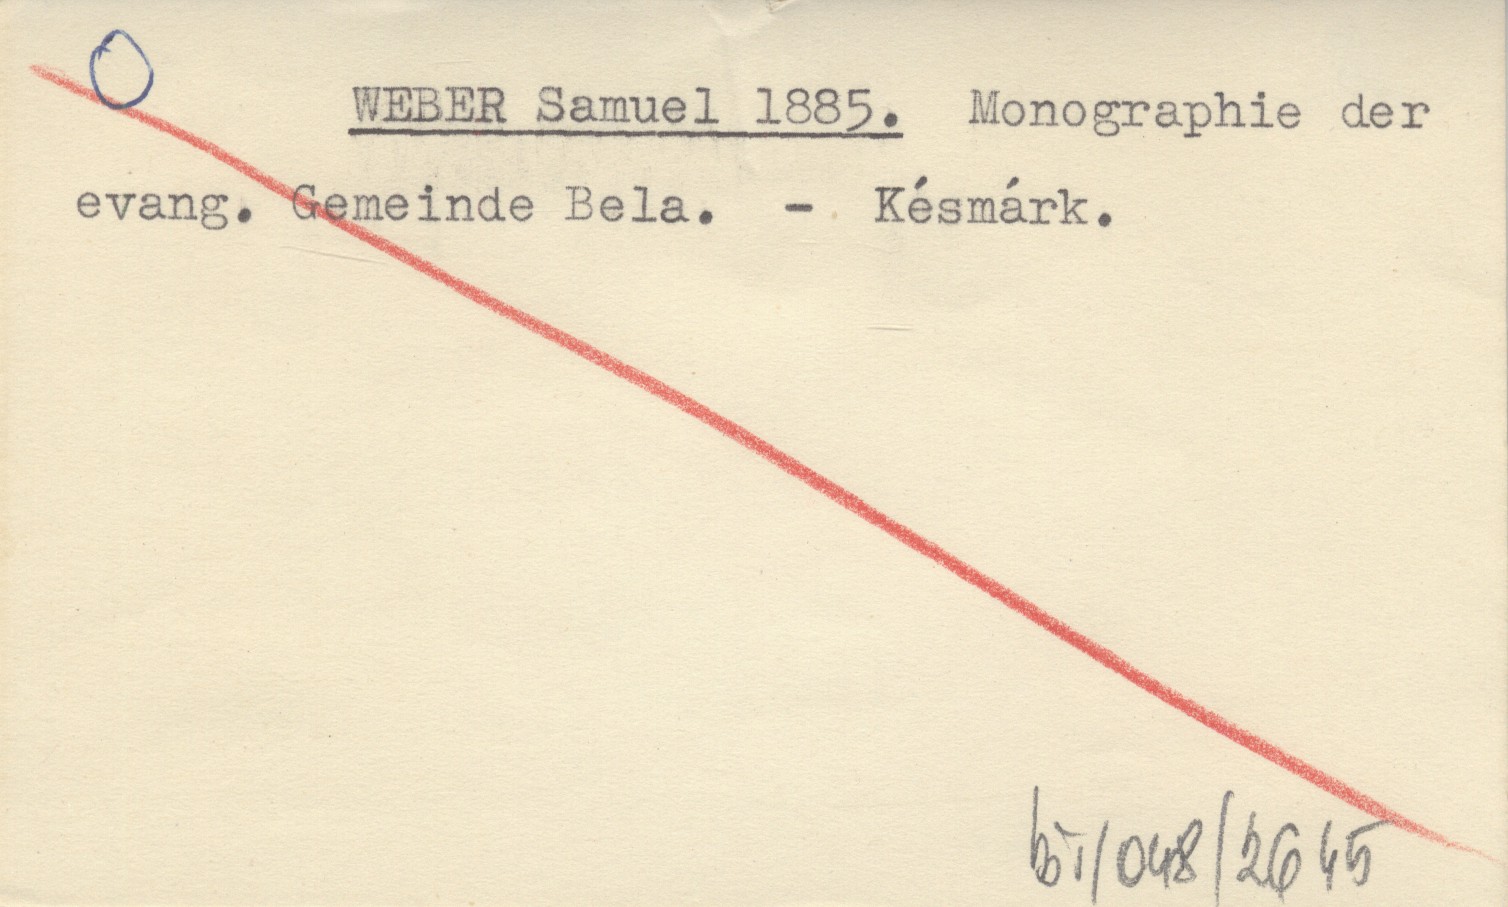 WEBER Samuel 1885. Monographie der
evang. Gemeinde Bela. - Késmárk.
bi/048/2645